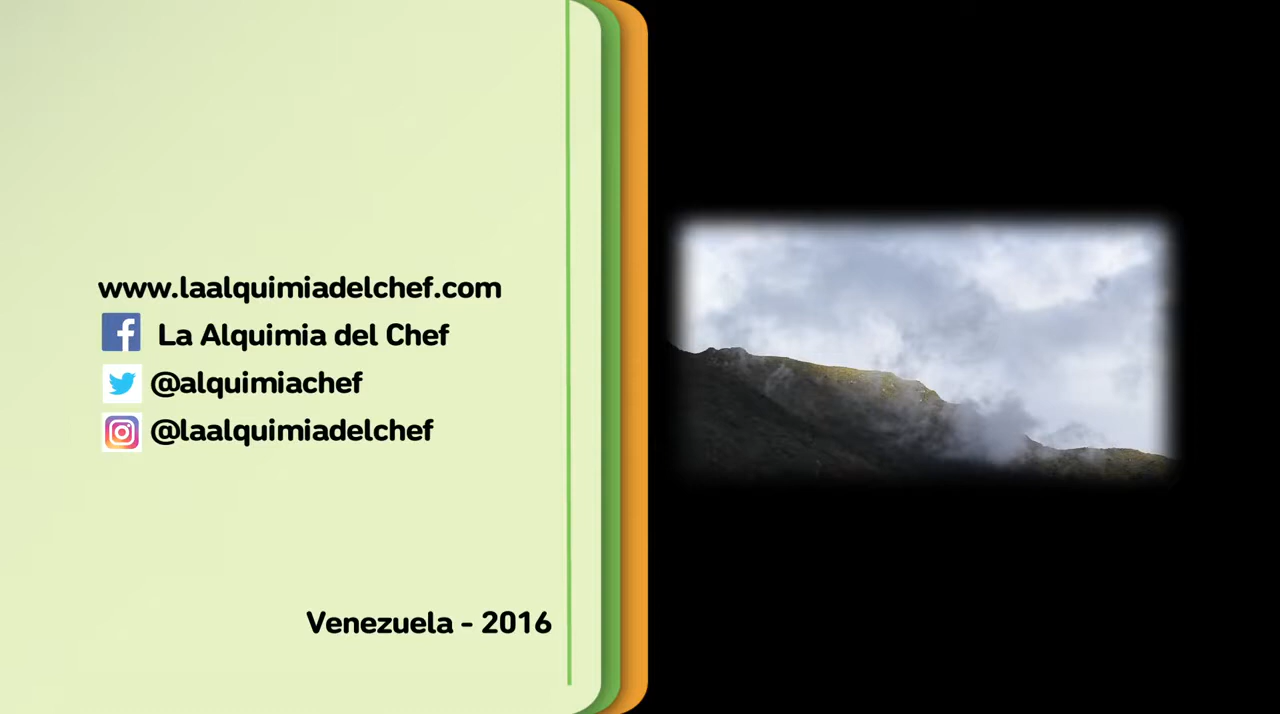 www.laalquimiadelchef.com
La Alquimia del Chef
@alquimiachef
@laalquimiadelchef
Venezuela - 2016